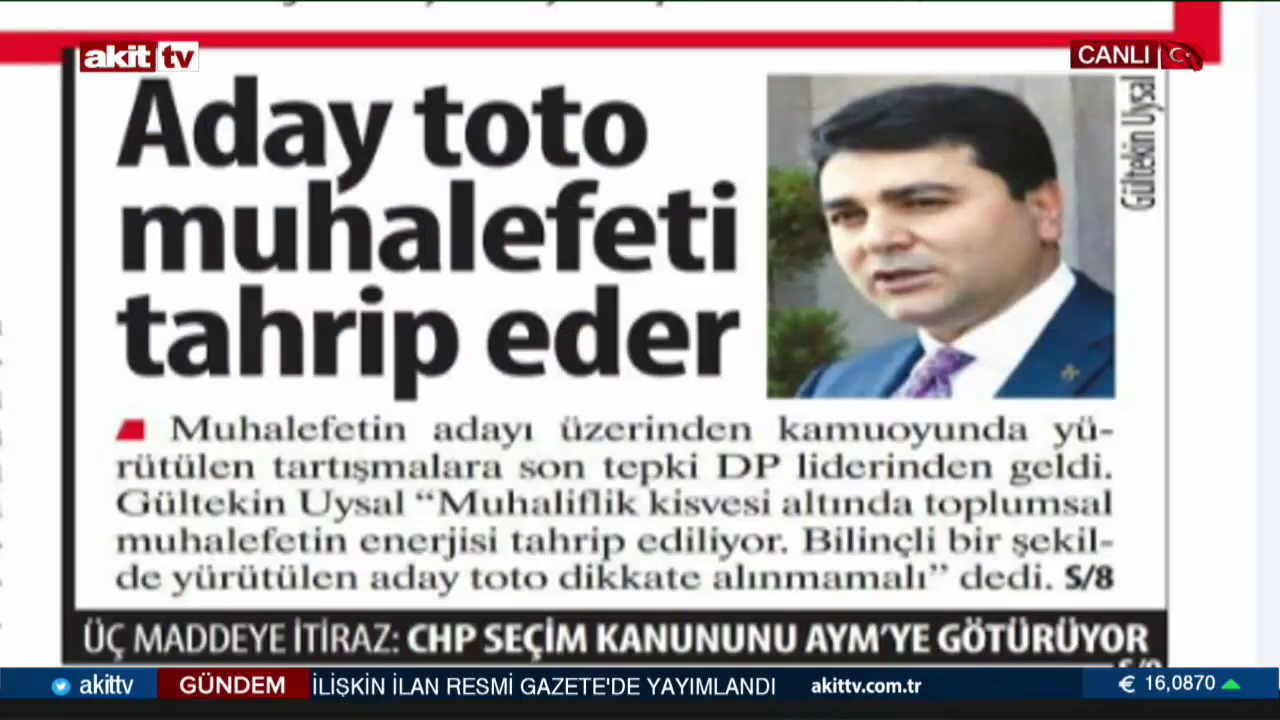 akit tv
CANLI
Aday toto
muhalefeti
tahrip eder
Gültekin Uysal
Muhalefetin adayı üzerinden kamuoyunda yü-
rütülen tartışmalara son tepki DP liderinden geldi.
Gültekin Uysal “Muhaliflik kisvesi altında toplumsal
muhalefetin enerjisi tahrip ediliyor. Bilinçli bir şekil-
de yürütülen aday toto dikkate alınmamalı” dedi. S/8
ÜÇ MADDEYE İTİRAZ: CHP SEÇİM KANUNUNU AYM’YE GÖTÜRÜYOR
akittv GÜNDEM İLİŞKİN İLAN RESMİ GAZETE'DE YAYIMLANDI akittv.com.tr € 16,0870